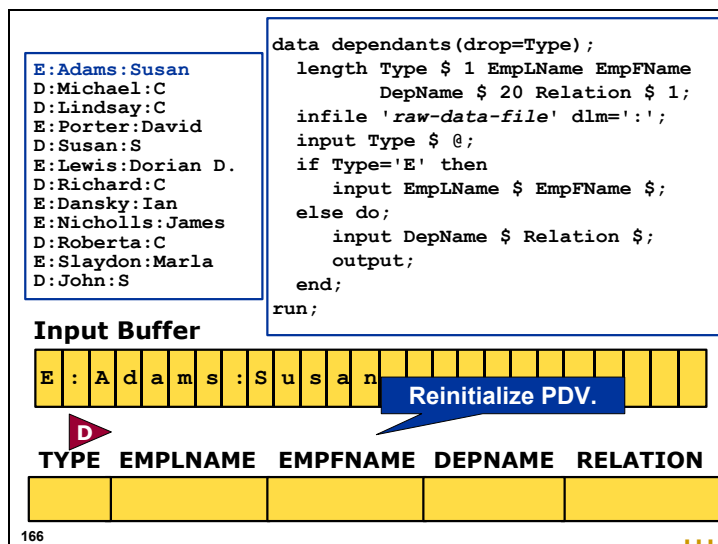 E:Adams:Susan
D:Michael:C
D:Lindsay:C
E:Porter:David
D:Susan:S
E:Lewis:Dorian D.
D:Richard:C
E:Dansky:Ian
E:Nicholls:James
D:Roberta:C
E:Slaydon:Marla
D:John:S
data dependants(drop=Type);
length Type $ 1 EmpLName EmpFName
DepName $ 20 Relation $ 1;
infile 'raw-data-file' dlm=':';
input Type $ @;
if Type='E' then
input EmpLName $ EmpFName $;
else do;
input DepName $ Relation $;
output;
end;
run;
Input Buffer
E : A d a m s : S u s a n
Reinitialize PDV.
D
TYPE EMPLNAME EMPFNAME DEPNAME RELATION
166
...